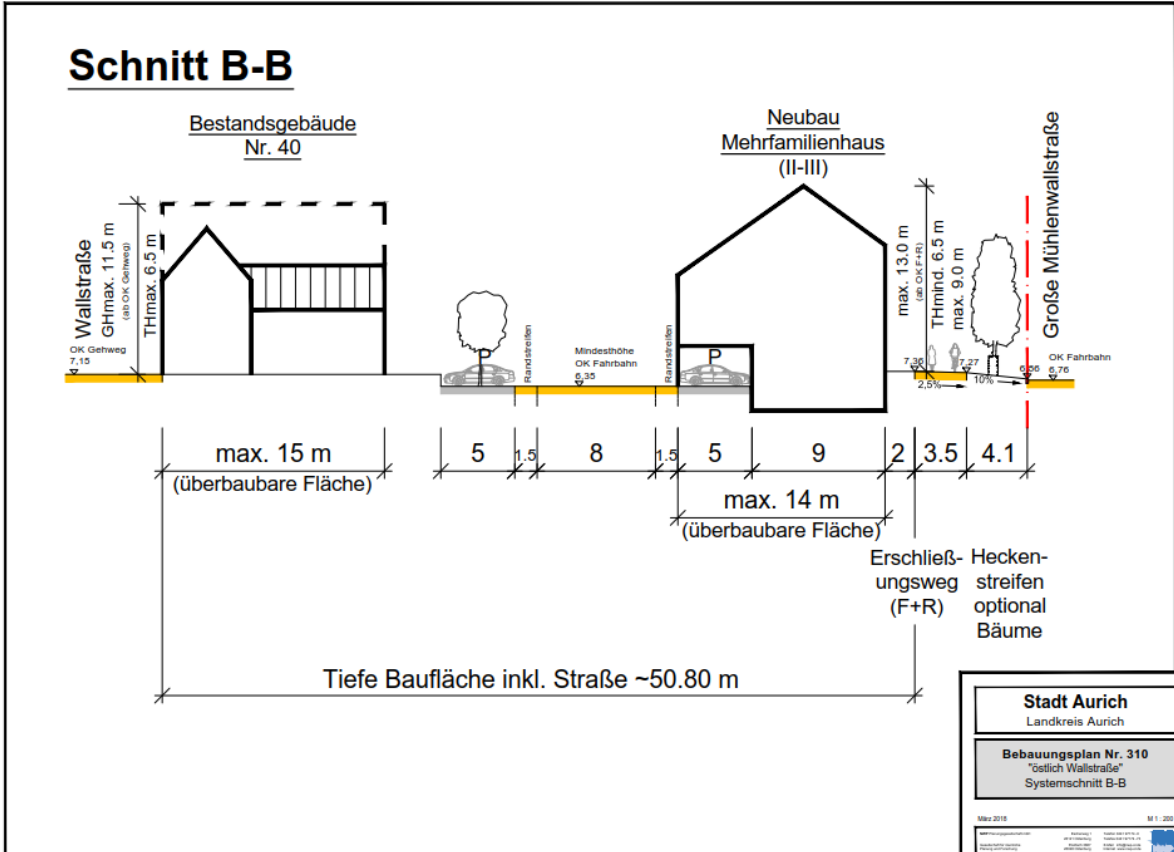 Schnitt B-B
Bestandsgebäude
Nr. 40
Neubau
Mehrfamilienhaus
(II-III)
Wallstraße
GHmax. 11.5 m
(ab OK Gehweg)
THmax. 6.5 m
OK Gehweg
7,15
P
Randstreifen
Mindesthöhe
OK Fahrbahn
6,35
Randstreifen
P
max. 13.0 m
(ab OK F+R)
THmind. 6.5 m
max. 9.0 m
Große Mühlenwallstraße
7,36
7,27
6,56
OK Fahrbahn
6,76
2,5%
10%
max. 15 m
(überbaubare Fläche)
5
1.5
8
1.5
5
9
2
3.5
4.1
max. 14 m
(überbaubare Fläche)
Erschließ-
ungsweg
(F+R)
Hecken-
streifen
optional
Bäume
Tiefe Baufläche inkl. Straße ~50.80 m
Stadt Aurich
Landkreis Aurich
Bebauungsplan Nr. 310
"östlich Wallstraße"
Systemschnitt B-B
März 2018
M 1 : 200